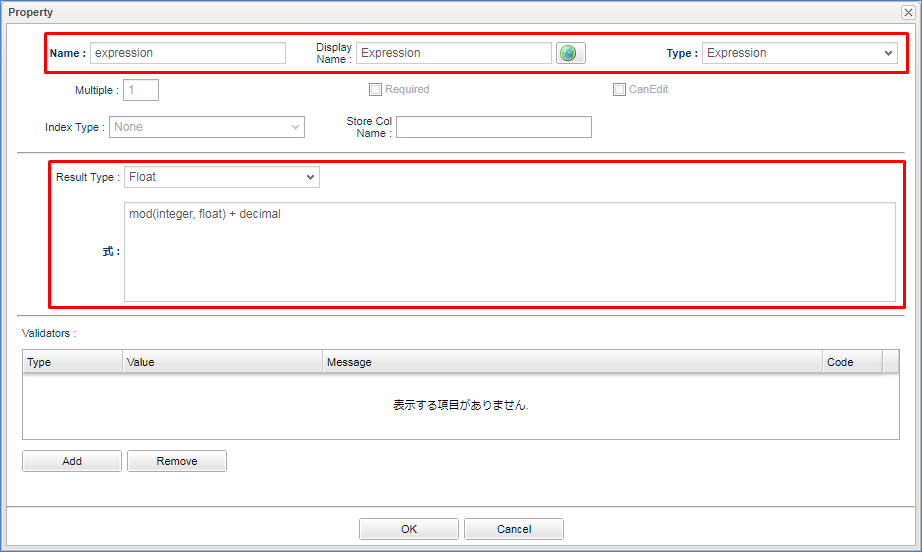 Property
Name : expression Display Name : Expression Type : Expression
Multiple : 1 Required CanEdit
Index Type : None Store Col Name :
Result Type : Float
mod(integer, float) + decimal
式 :
Validators :
Type Value Message Code
表示する項目がありません.
Add Remove
OK Cancel